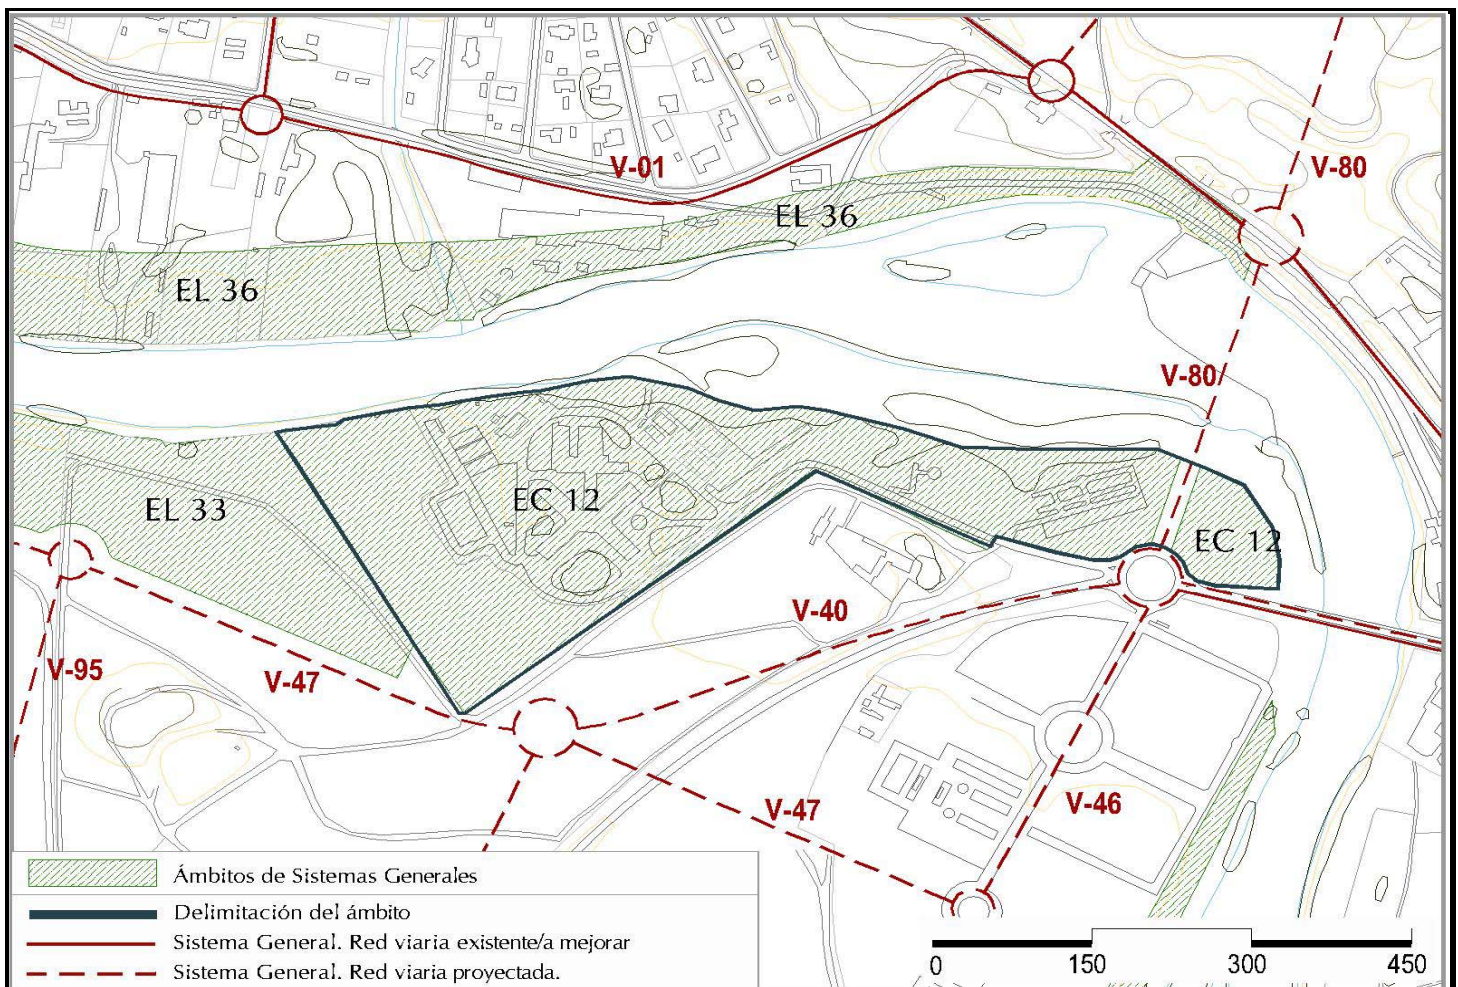 V-01
V-80
EL 36
EL 36
V-80
EL 33
EC 12
EC 12
V-40
V-95
V-47
V-47
V-46
Ámbitos de Sistemas Generales
Delimitación del ámbito
Sistema General. Red viaria existente/a mejorar
Sistema General. Red viaria proyectada.
0 150 300 450